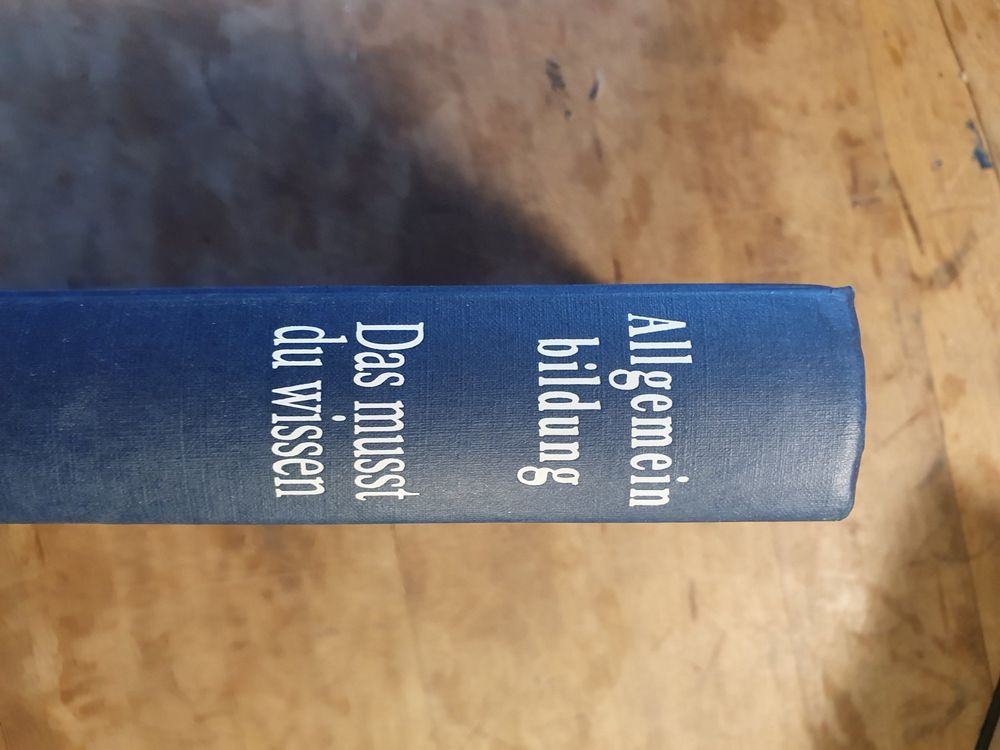 Allgemein
bildung
Das musst
du wissen